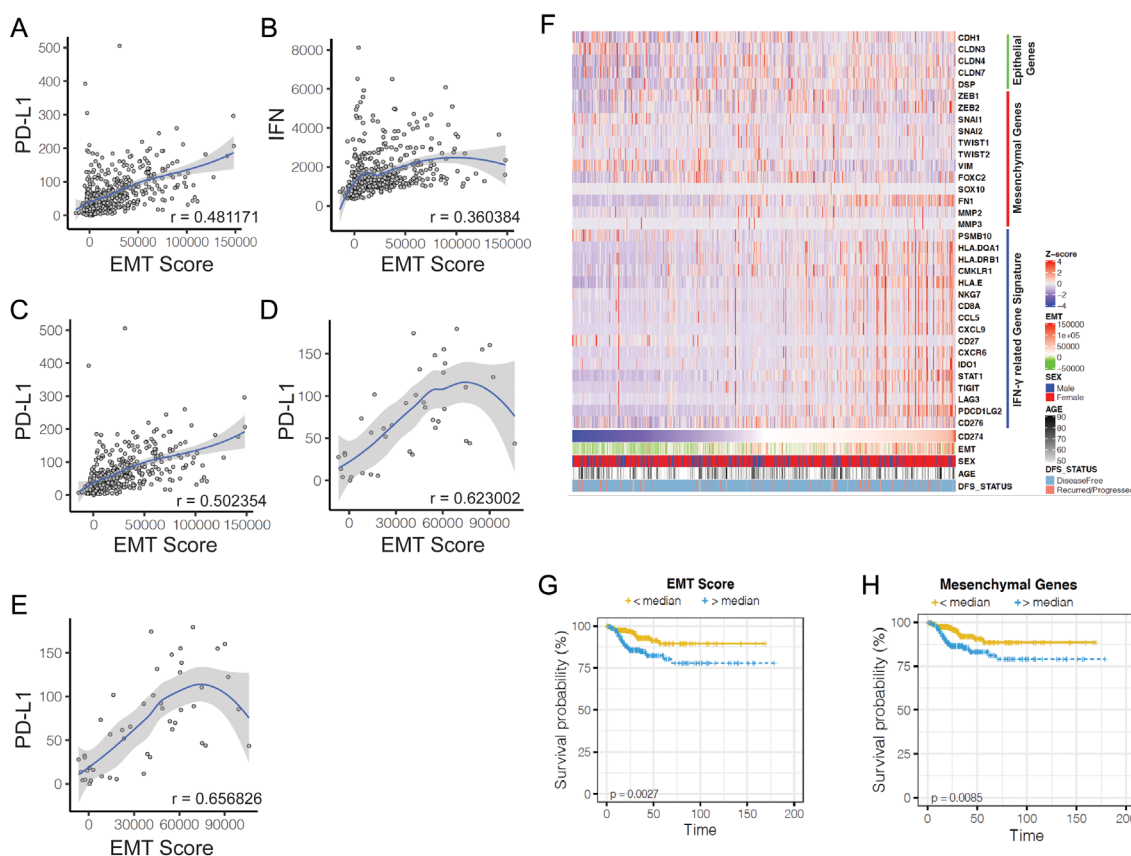 A
PD-L1
500
400
300
200
100
0
0
50000
100000
150000
r = 0.481171
EMT Score
B
IFN
8000
6000
4000
2000
0
0
50000
100000
150000
r = 0.360384
EMT Score
C
PD-L1
500
400
300
200
100
0
0
50000
100000
150000
r = 0.502354
EMT Score
D
PD-L1
150
100
50
0
0
30000
60000
90000
r = 0.623002
EMT Score
E
PD-L1
150
100
50
0
0
30000
60000
90000
r = 0.656826
EMT Score
F
CDH1
CLDN3
CLDN4
CLDN7
DSP
ZEB1
ZEB2
SNAI1
SNAI2
TWIST1
TWIST2
VIM
FOXC2
SOX10
FN1
MMP2
MMP3
PSMB10
HLA.DQA1
HLA.DRB1
CMKLR1
HLA.E
NKG7
CD8A
CCL5
CXCL9
CD27
CXCR6
IDO1
STAT1
TIGIT
LAG3
PDCD1LG2
CD276
CD274
EMT
SEX
AGE
DFS_STATUS
Epithelial
Genes
Mesenchymal Genes
IFN-γ related Gene Signature
Z-score
4
2
0
−2
−4
EMT
150000
1e+05
50000
0
−50000
SEX
Male
Female
AGE
90
80
70
60
50
DFS_STATUS
DiseaseFree
Recurred/Progressed
G
EMT Score
< median
> median
Survival probability (%)
100
75
50
25
0
p = 0.0027
0
50
100
150
200
Time
H
Mesenchymal Genes
< median
> median
Survival probability (%)
100
75
50
25
0
p = 0.0085
0
50
100
150
200
Time